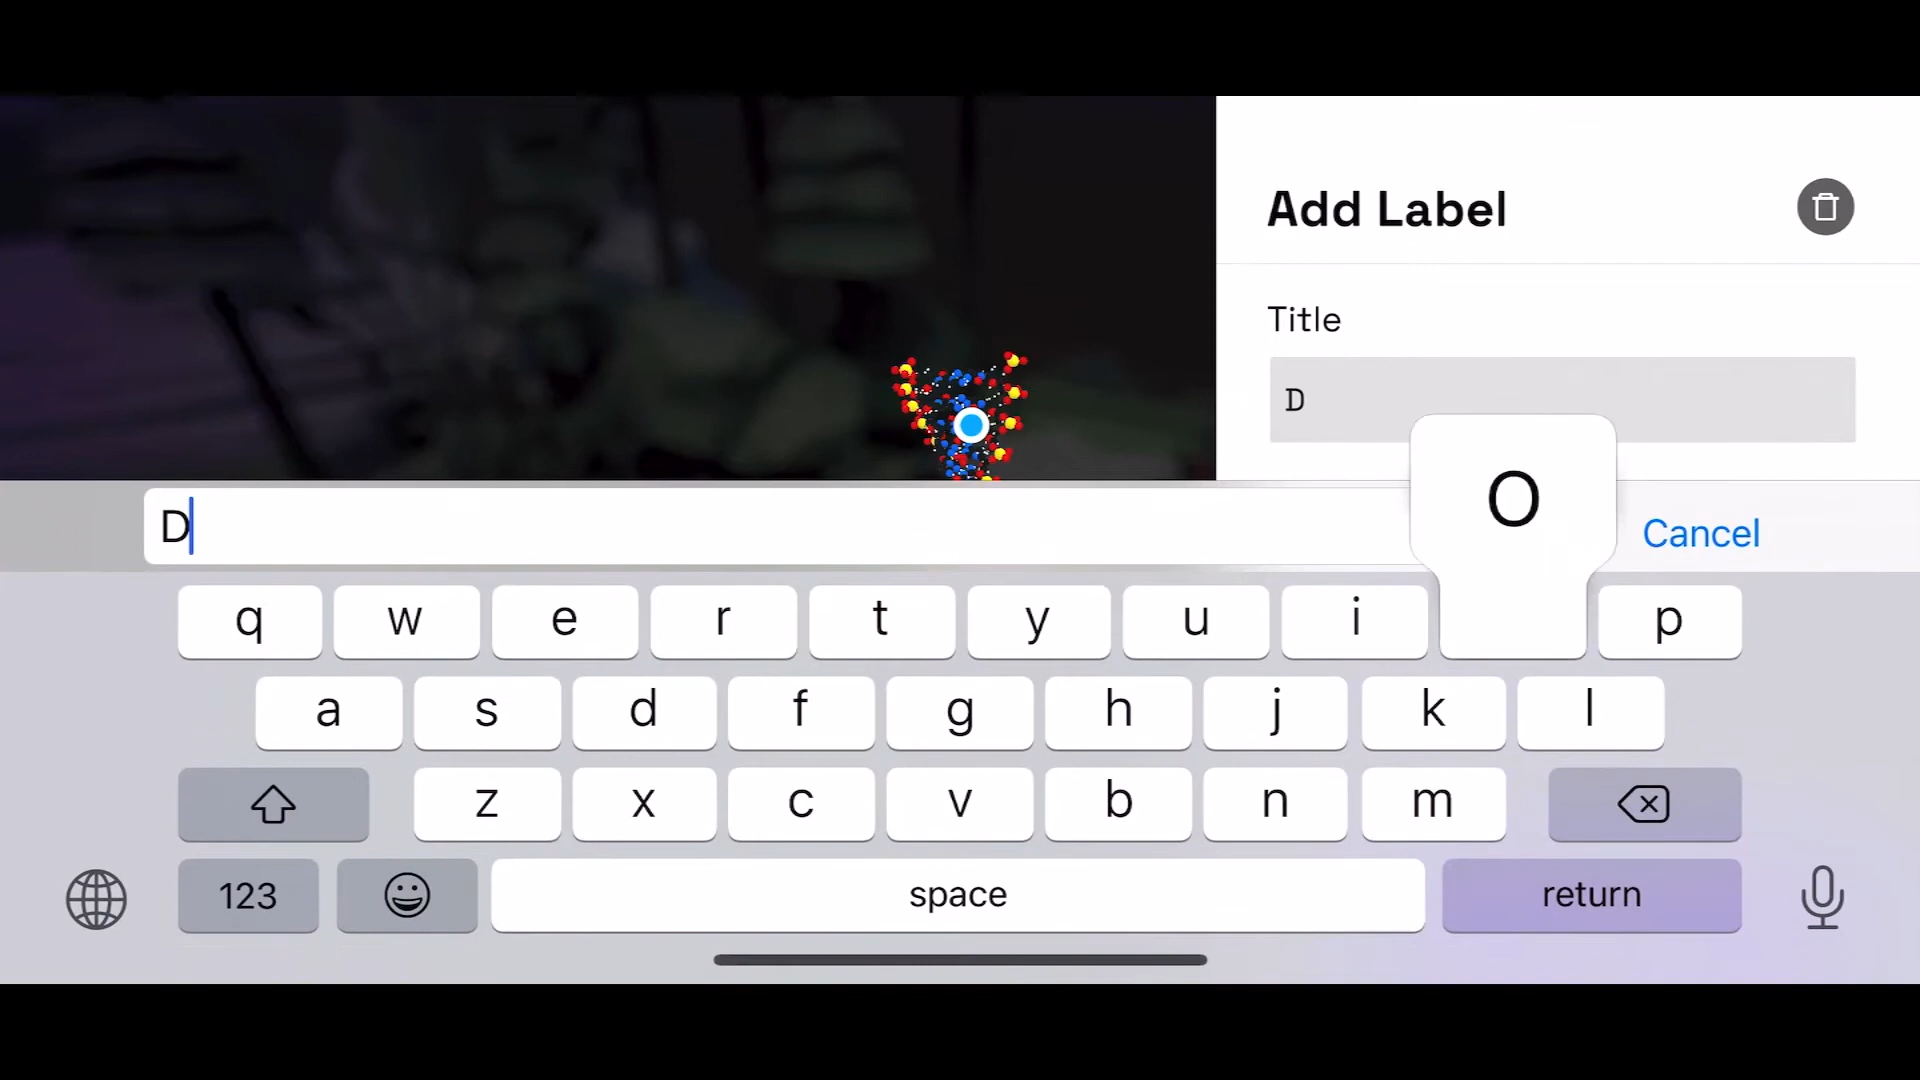 Add Label
Title
D
D
O
Cancel
q w e r t y u i p
a s d f g h j k l
z x c v b n m
123 space return